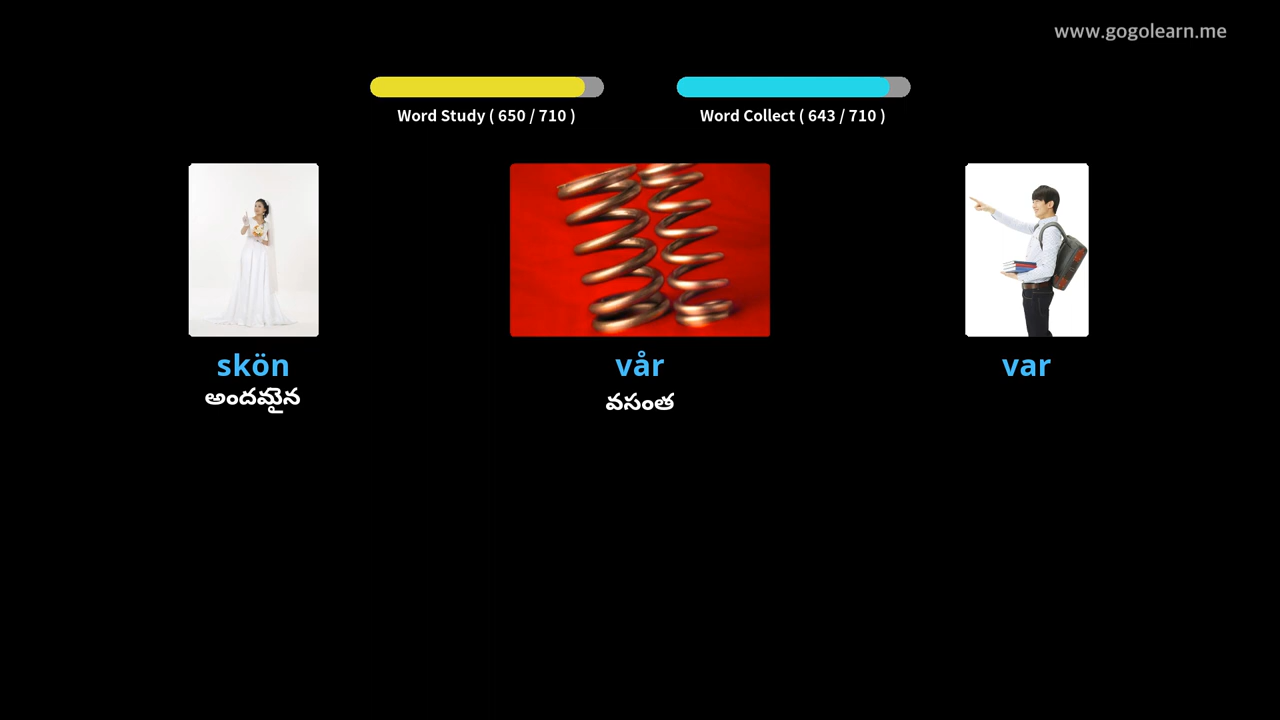 www.gogolearn.me
Word Study ( 650 / 710 )
Word Collect ( 643 / 710 )
skön
vår
var
అందమైన
వసంత